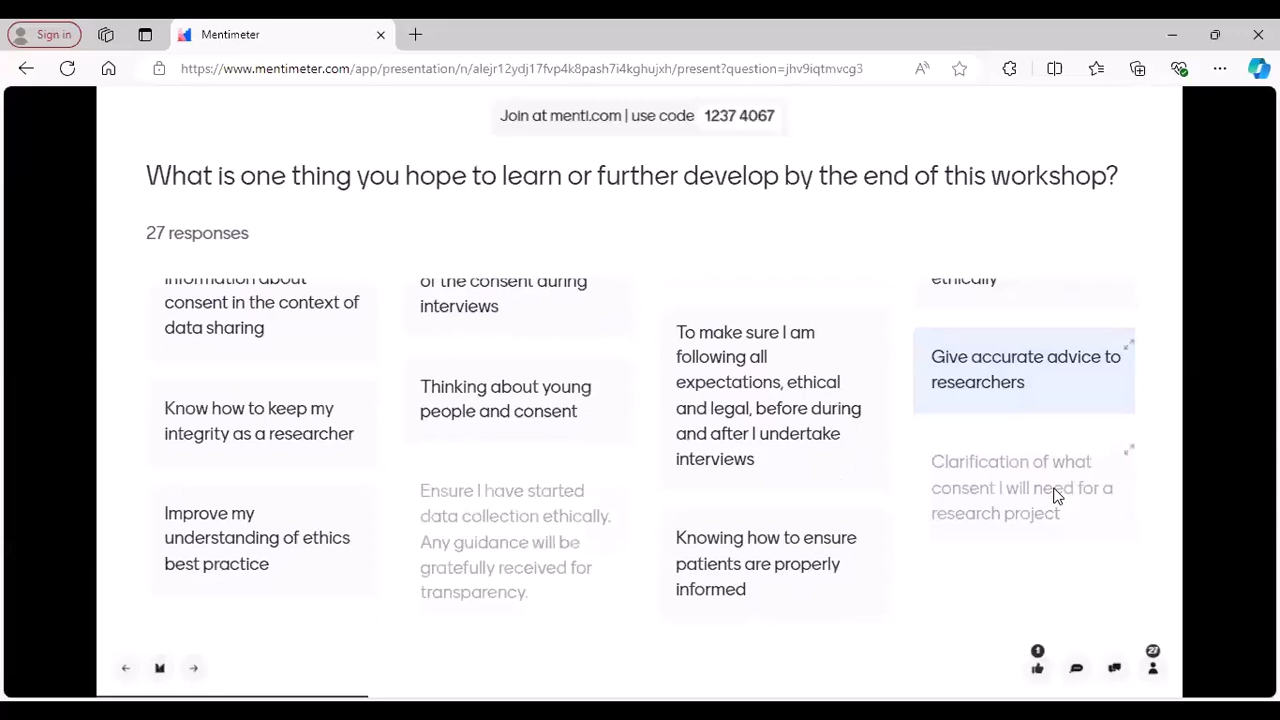 Sign in
Mentimeter
https://www.mentimeter.com/app/presentation/n/alejr12ydj17fvp4k8pash7i4kghujxh/present?question=jhv9iqtmvcg3
Join at menti.com | use code 1237 4067
What is one thing you hope to learn or further develop by the end of this workshop?
27 responses
information about
consent in the context of
data sharing
Know how to keep my
integrity as a researcher
Improve my
understanding of ethics
best practice
of the consent during
interviews
Thinking about young
people and consent
Ensure I have started
data collection ethically.
Any guidance will be
gratefully received for
transparency.
To make sure I am
following all
expectations, ethical
and legal, before during
and after I undertake
interviews
Knowing how to ensure
patients are properly
informed
ethically
Give accurate advice to
researchers
Clarification of what
consent I will need for a
research project
1
27